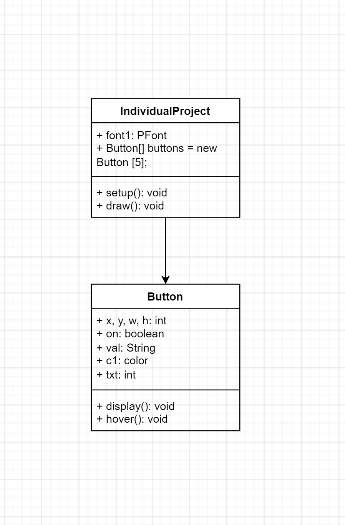 IndividualProject
+ font1: PFont
+ Button[] buttons = new
Button [5];
+ setup(): void
+ draw(): void
Button
+ x, y, w, h: int
+ on: boolean
+ val: String
+ c1: color
+ txt: int
+ display(): void
+ hover(): void